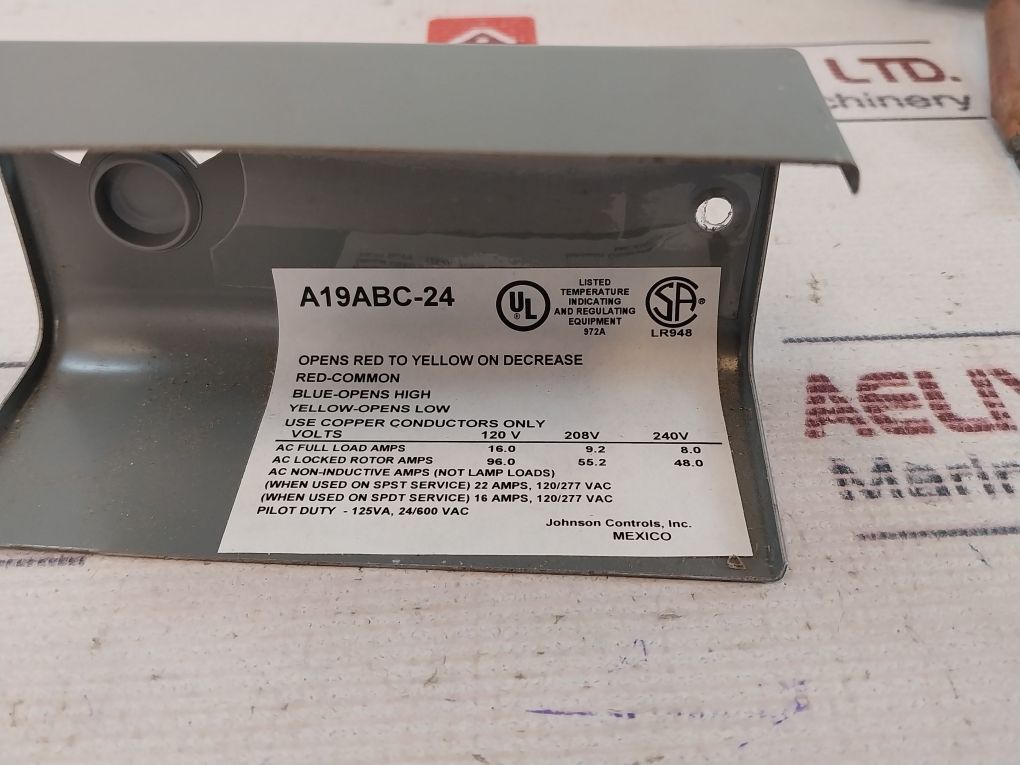 LTD.
chinery
A19ABC-24
UL
®
LISTED
TEMPERATURE
INDICATING
AND REGULATING
EQUIPMENT
972A
SA®
LR948
OPENS RED TO YELLOW ON DECREASE
RED-COMMON
BLUE-OPENS HIGH
YELLOW-OPENS LOW
USE COPPER CONDUCTORS ONLY
VOLTS 120 V 208V 240V
AC FULL LOAD AMPS 16.0 9.2 8.0
AC LOCKED ROTOR AMPS 96.0 55.2 48.0
AC NON-INDUCTIVE AMPS (NOT LAMP LOADS)
(WHEN USED ON SPST SERVICE) 22 AMPS, 120/277 VAC
(WHEN USED ON SPDT SERVICE) 16 AMPS, 120/277 VAC
PILOT DUTY - 125VA, 24/600 VAC
Johnson Controls, Inc.
MEXICO
AELIY
Marin